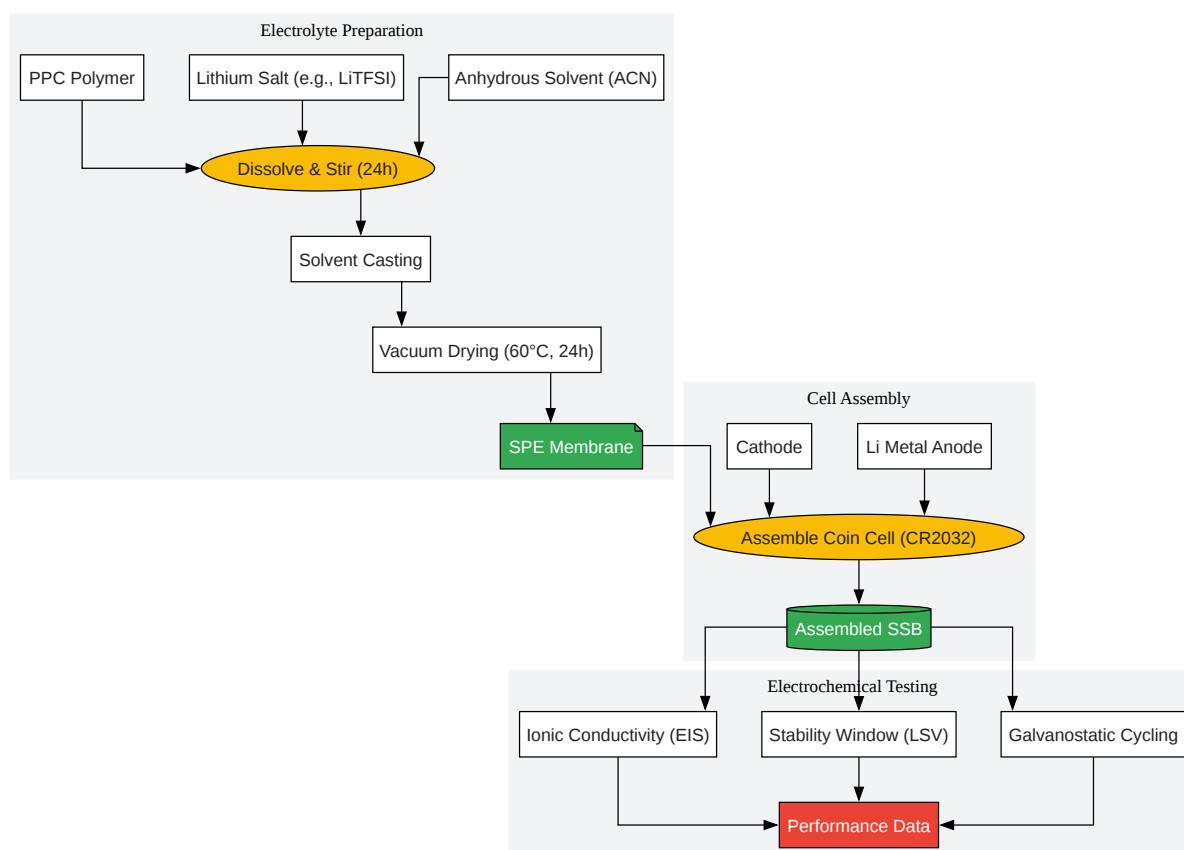 Electrolyte Preparation
PPC Polymer
Lithium Salt (e.g., LiTFSI)
Anhydrous Solvent (ACN)
Dissolve & Stir (24h)
Solvent Casting
Vacuum Drying (60°C, 24h)
SPE Membrane
Cell Assembly
Cathode
Li Metal Anode
Assemble Coin Cell (CR2032)
Assembled SSB
Electrochemical Testing
Ionic Conductivity (EIS)
Stability Window (LSV)
Galvanostatic Cycling
Performance Data